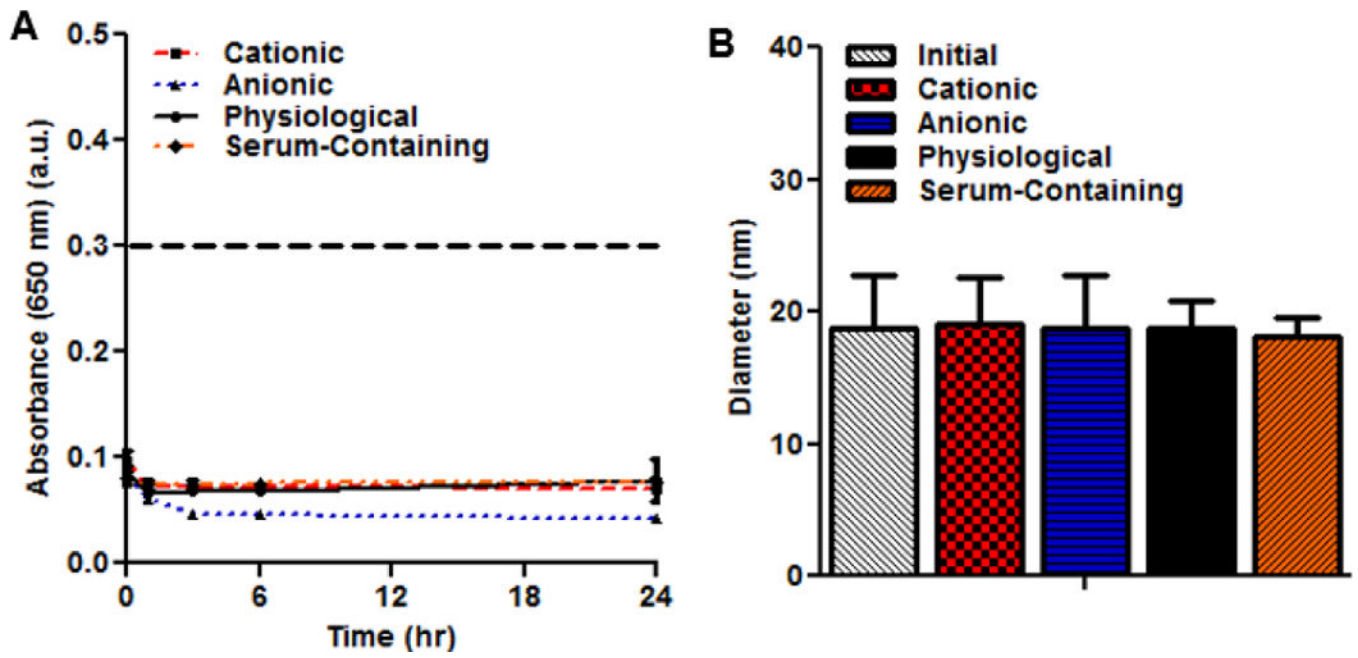 A
0.5
0.4
0.3
0.2
0.1
0.0
Absorbance (650 nm) (a.u.)
Cationic
Anionic
Physiological
Serum-Containing
0 6 12 18 24
Time (hr)
B
40
30
20
10
0
Diameter (nm)
Initial
Cationic
Anionic
Physiological
Serum-Containing